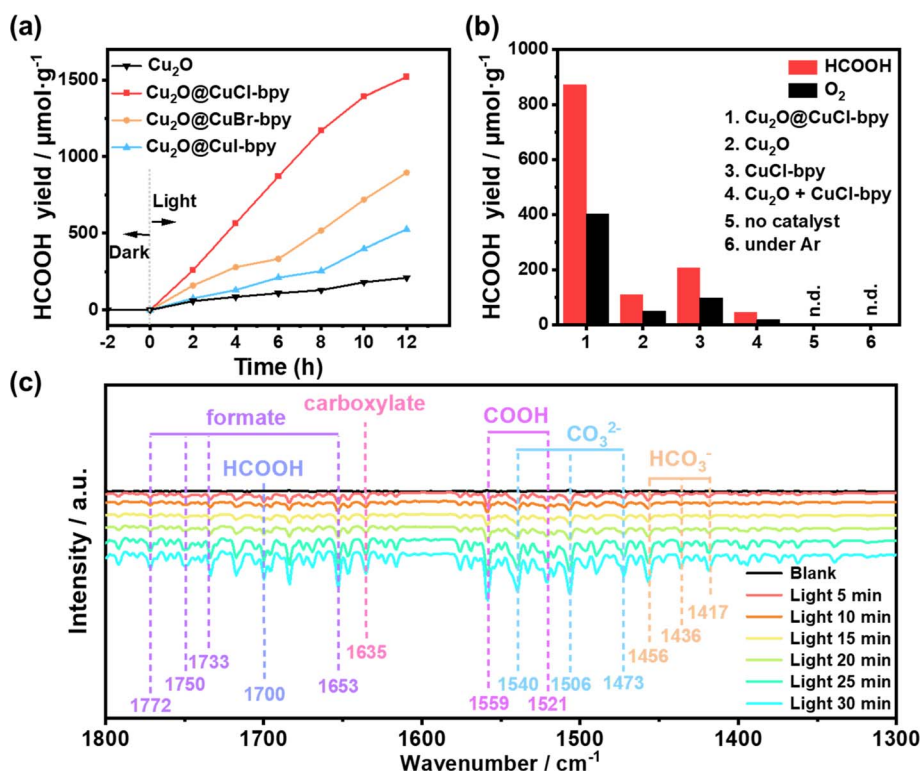 (a)
HCOOH yield / μmol·g⁻¹
1500
1000
500
0
Cu₂O
Cu₂O@CuCl-bpy
Cu₂O@CuBr-bpy
Cu₂O@CuI-bpy
Light
Dark
-2 0 2 4 6 8 10 12
Time (h)
(b)
HCOOH yield / μmol·g⁻¹
1000
800
600
400
200
0
HCOOH
O₂
1. Cu₂O@CuCl-bpy
2. Cu₂O
3. CuCl-bpy
4. Cu₂O + CuCl-bpy
5. no catalyst
6. under Ar
n.d.
n.d.
1 2 3 4 5 6
(c)
Intensity / a.u.
formate
carboxylate
COOH
CO₃²⁻
HCOOH
HCO₃⁻
1772
1750
1733
1700
1653
1635
1559
1540
1521
1506
1473
1456
1436
1417
Blank
Light 5 min
Light 10 min
Light 15 min
Light 20 min
Light 25 min
Light 30 min
1800 1700 1600 1500 1400 1300
Wavenumber / cm⁻¹